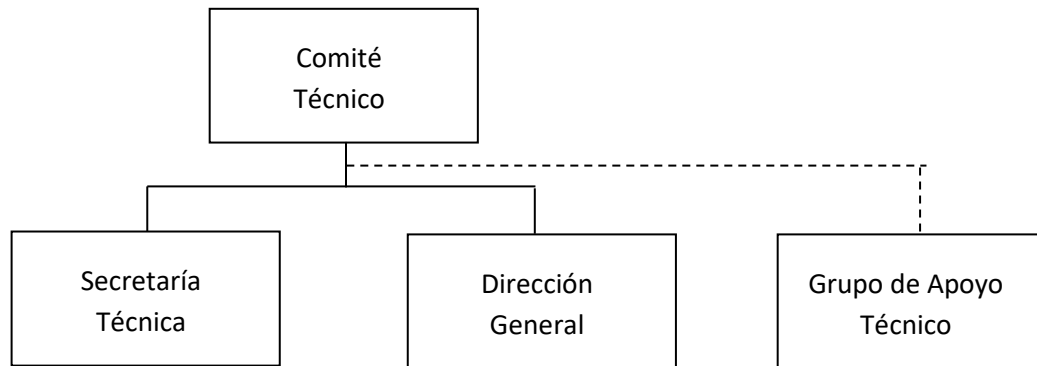 Comité
Técnico
Secretaría
Técnica
Dirección
General
Grupo de Apoyo
Técnico